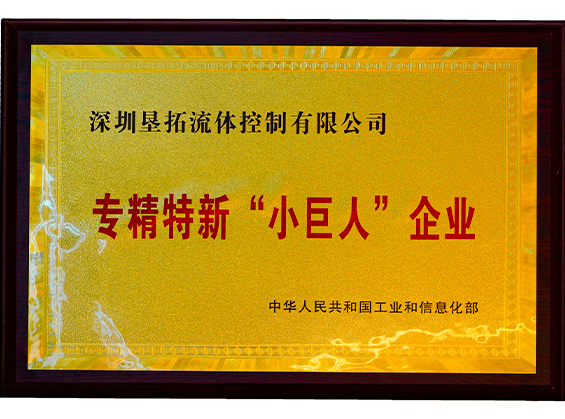 深圳垦拓流体控制有限公司
专精特新“小巨人”企业
中华人民共和国工业和信息化部